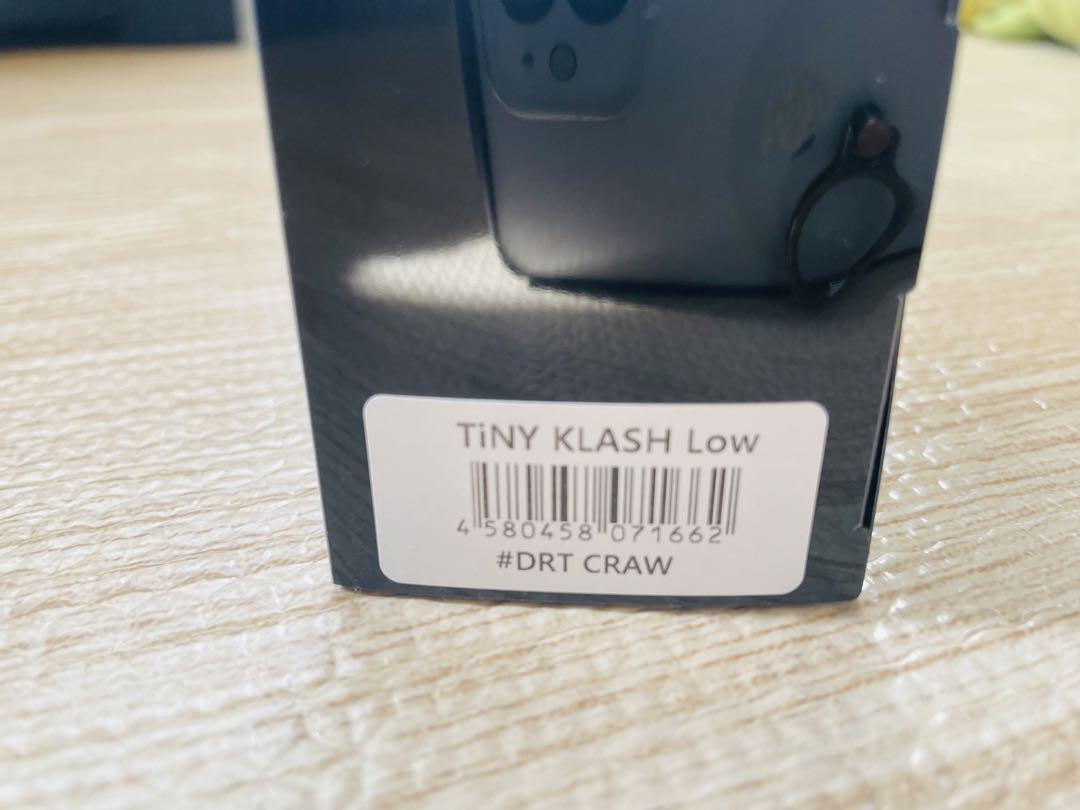 TiNY KLASH Low
4 580458 071662
#DRT CRAW